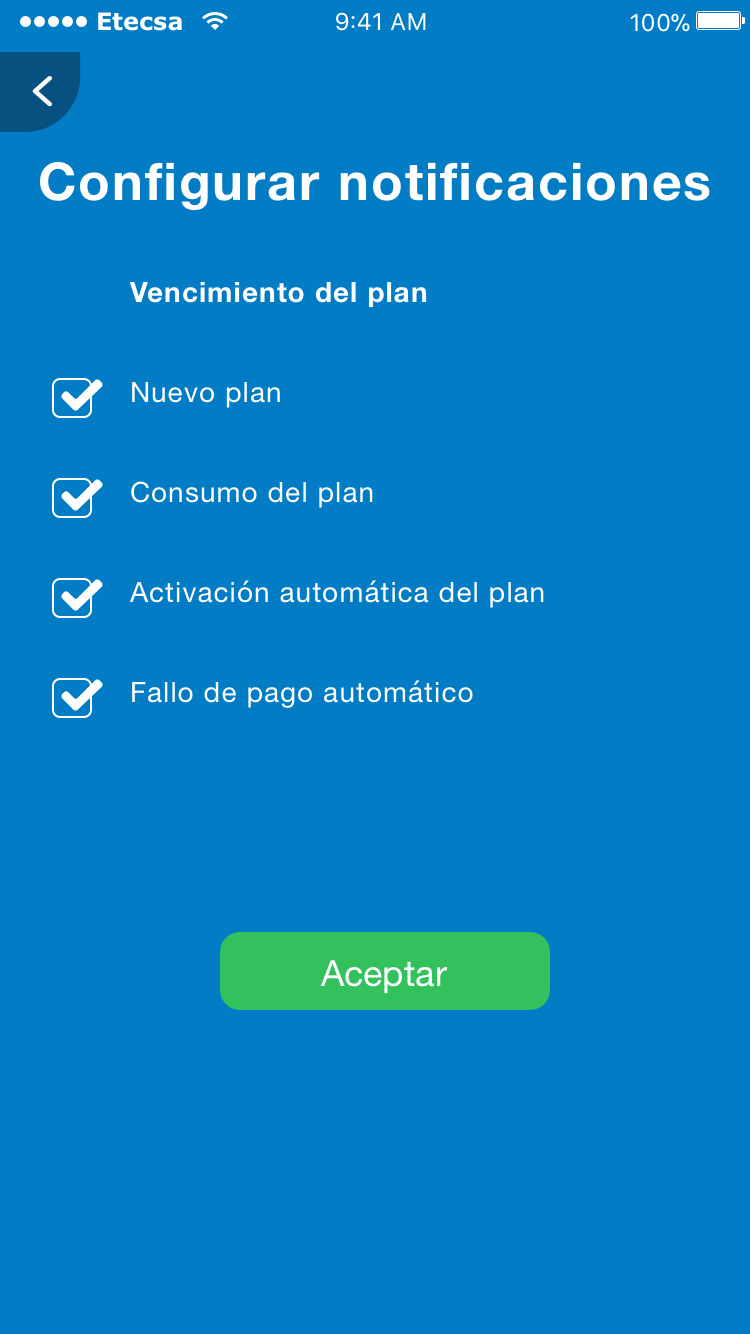 Etecsa 9:41 AM 100%
Configurar notificaciones
Vencimiento del plan
Nuevo plan
Consumo del plan
Activación automática del plan
Fallo de pago automático
Aceptar